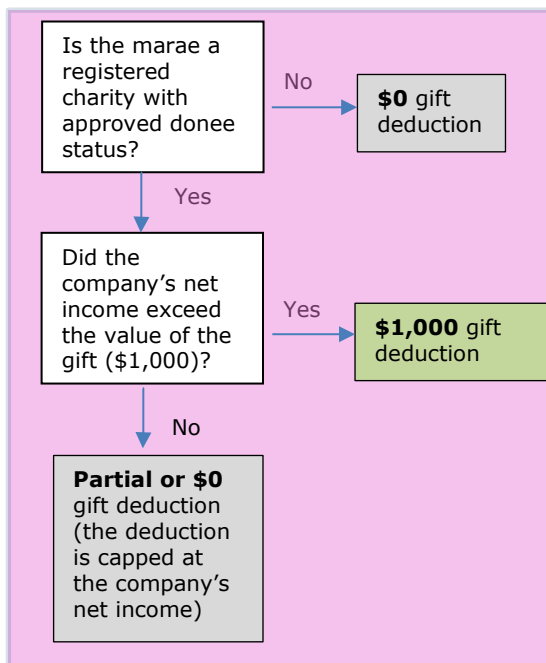 Is the marae a
registered
charity with
approved donee
status?
No
$0 gift
deduction
Yes
Did the
company’s net
income exceed
the value of the
gift ($1,000)?
Yes
$1,000 gift
deduction
No
Partial or $0
gift deduction
(the deduction
is capped at
the company’s
net income)